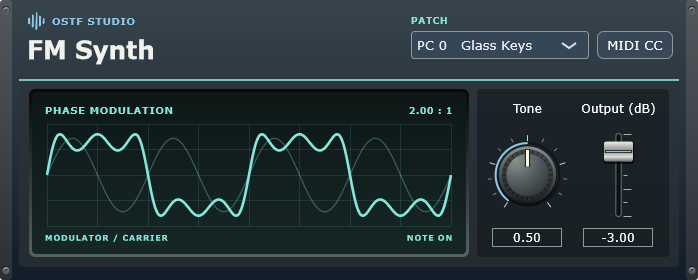 OSTF STUDIO
FM Synth
PATCH
PC 0 Glass Keys
MIDI CC
PHASE MODULATION
2.00 : 1
MODULATOR / CARRIER
NOTE ON
Tone
Output (dB)
0.50
-3.00